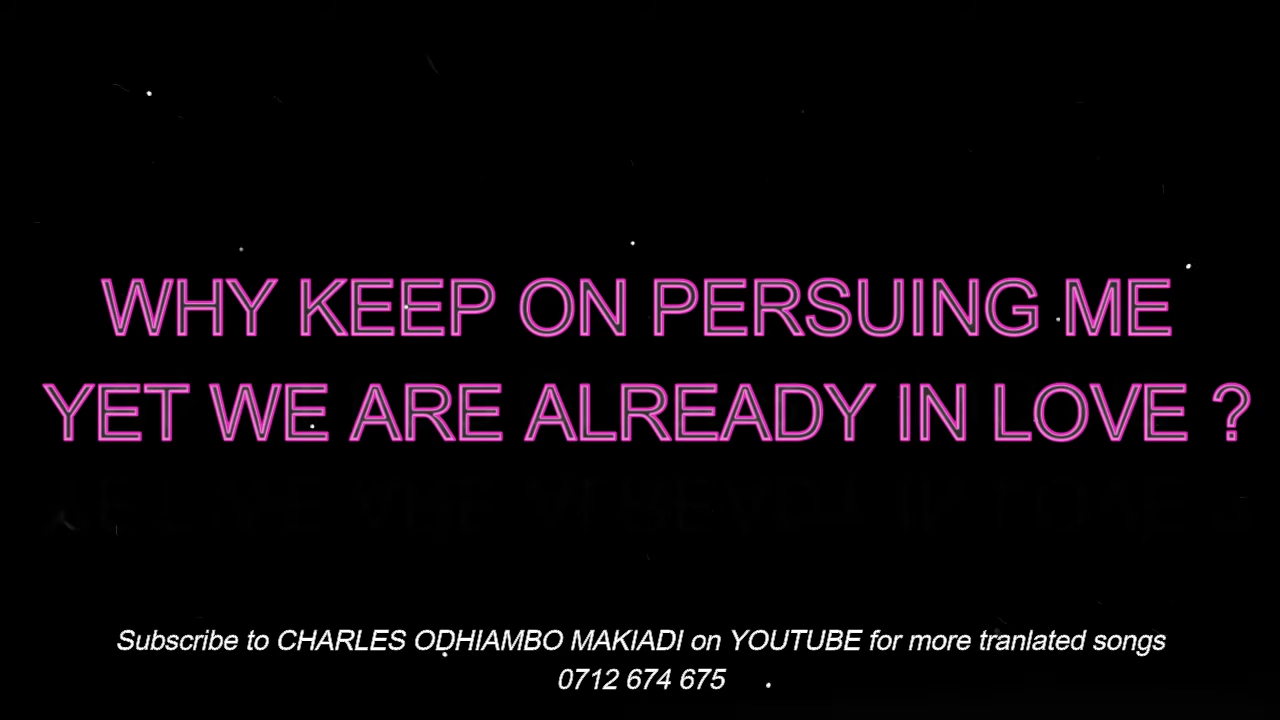 WHY KEEP ON PERSUING ME
YET WE ARE ALREADY IN LOVE ?
Subscribe to CHARLES ODHIAMBO MAKIADI on YOUTUBE for more tranlated songs
0712 674 675